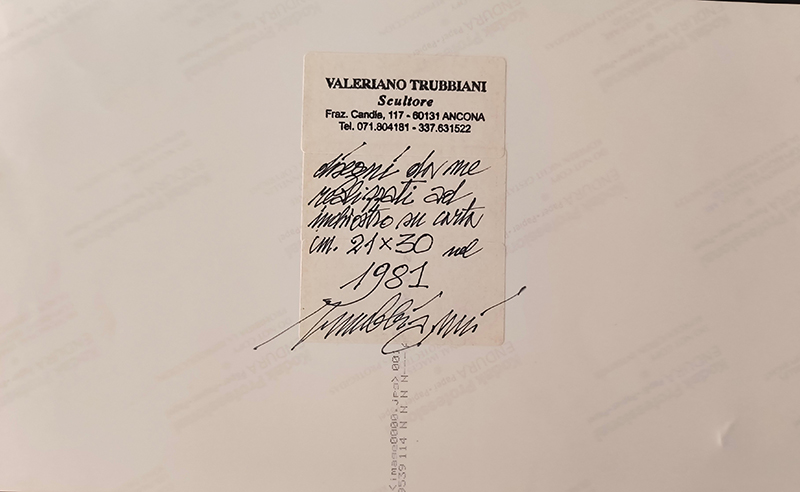 VALERIANO TRUBBIANI
Scultore
Fraz. Candia, 117 - 60131 ANCONA
Tel. 071.804181 - 337.631522
disegni da me
realizzati ad
inchiostro su carta
cm. 21×30 nel
1981
Trubbiani